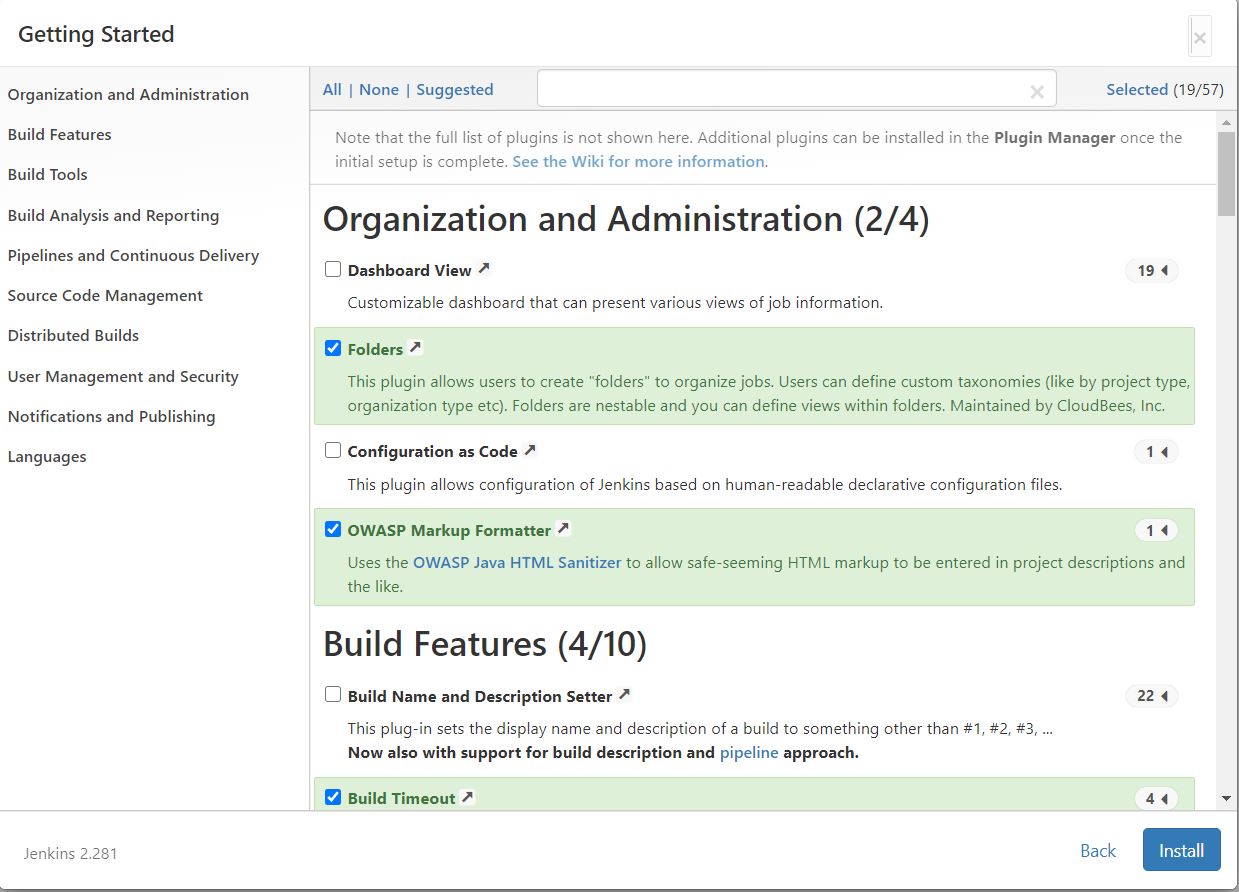 Getting Started
Organization and Administration
Build Features
Build Tools
Build Analysis and Reporting
Pipelines and Continuous Delivery
Source Code Management
Distributed Builds
User Management and Security
Notifications and Publishing
Languages
All | None | Suggested
Selected (19/57)
Note that the full list of plugins is not shown here. Additional plugins can be installed in the Plugin Manager once the
initial setup is complete. See the Wiki for more information.
Organization and Administration (2/4)
Dashboard View
19
Customizable dashboard that can present various views of job information.
Folders
This plugin allows users to create "folders" to organize jobs. Users can define custom taxonomies (like by project type,
organization type etc). Folders are nestable and you can define views within folders. Maintained by CloudBees, Inc.
Configuration as Code
1
This plugin allows configuration of Jenkins based on human-readable declarative configuration files.
OWASP Markup Formatter
1
Uses the OWASP Java HTML Sanitizer to allow safe-seeming HTML markup to be entered in project descriptions and
the like.
Build Features (4/10)
Build Name and Description Setter
22
This plug-in sets the display name and description of a build to something other than #1, #2, #3, ...
Now also with support for build description and pipeline approach.
Build Timeout
4
Jenkins 2.281
Back
Install